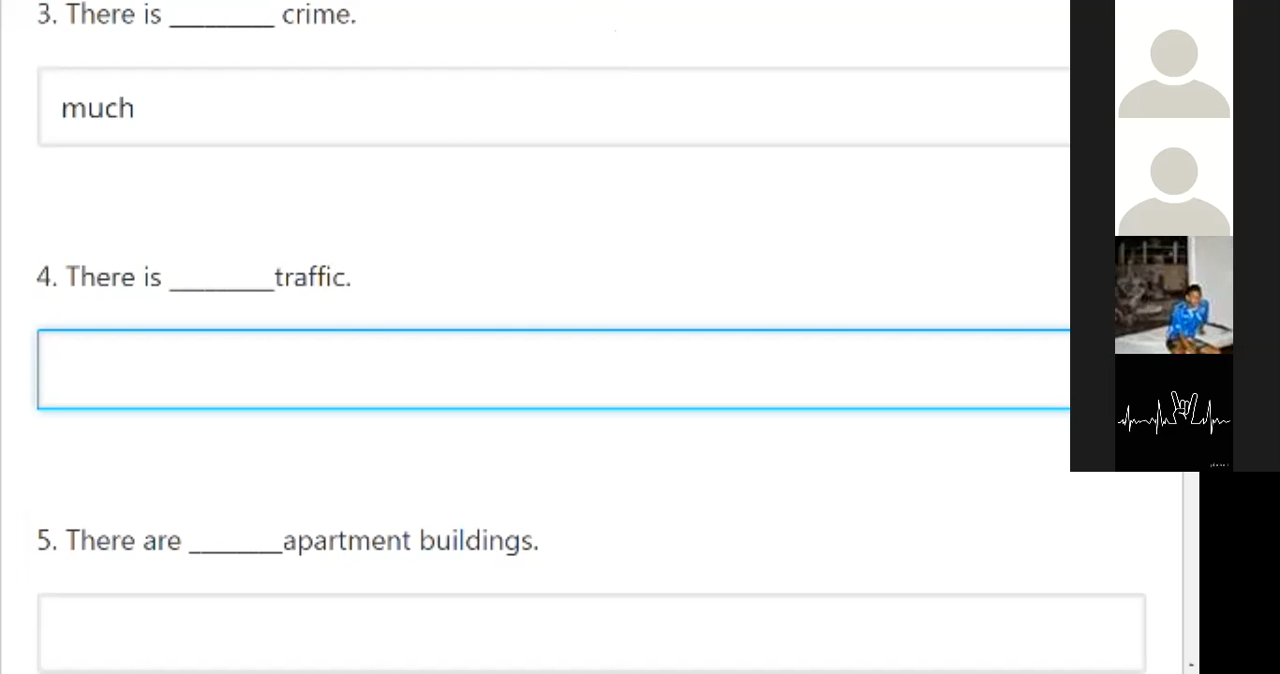 3. There is ________ crime.
much
4. There is ________traffic.
5. There are _______apartment buildings.